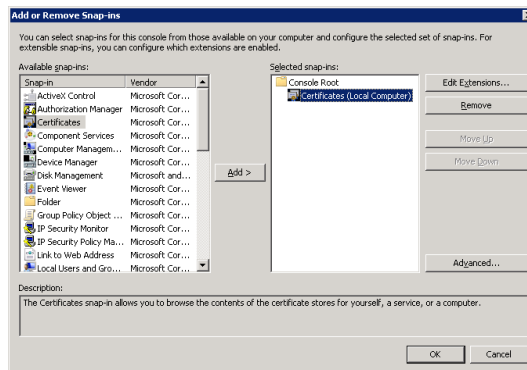 Add or Remove Snap-ins
You can select snap-ins for this console from those available on your computer and configure the selected set of snap-ins. For
extensible snap-ins, you can configure which extensions are enabled.
Available snap-ins:
Snap-in Vendor
ActiveX Control Microsoft Cor...
Authorization Manager Microsoft Cor...
Certificates Microsoft Cor...
Component Services Microsoft Cor...
Computer Managem... Microsoft Cor...
Device Manager Microsoft Cor...
Disk Management Microsoft and...
Event Viewer Microsoft Cor...
Folder Microsoft Cor...
Group Policy Object ... Microsoft Cor...
IP Security Monitor Microsoft Cor...
IP Security Policy Ma... Microsoft Cor...
Link to Web Address Microsoft Cor...
Local Users and Gro... Microsoft Cor...
Add >
Selected snap-ins:
Console Root
Certificates (Local Computer)
Edit Extensions...
Remove
Move Up
Move Down
Advanced...
Description:
The Certificates snap-in allows you to browse the contents of the certificate stores for yourself, a service, or a computer.
OK Cancel